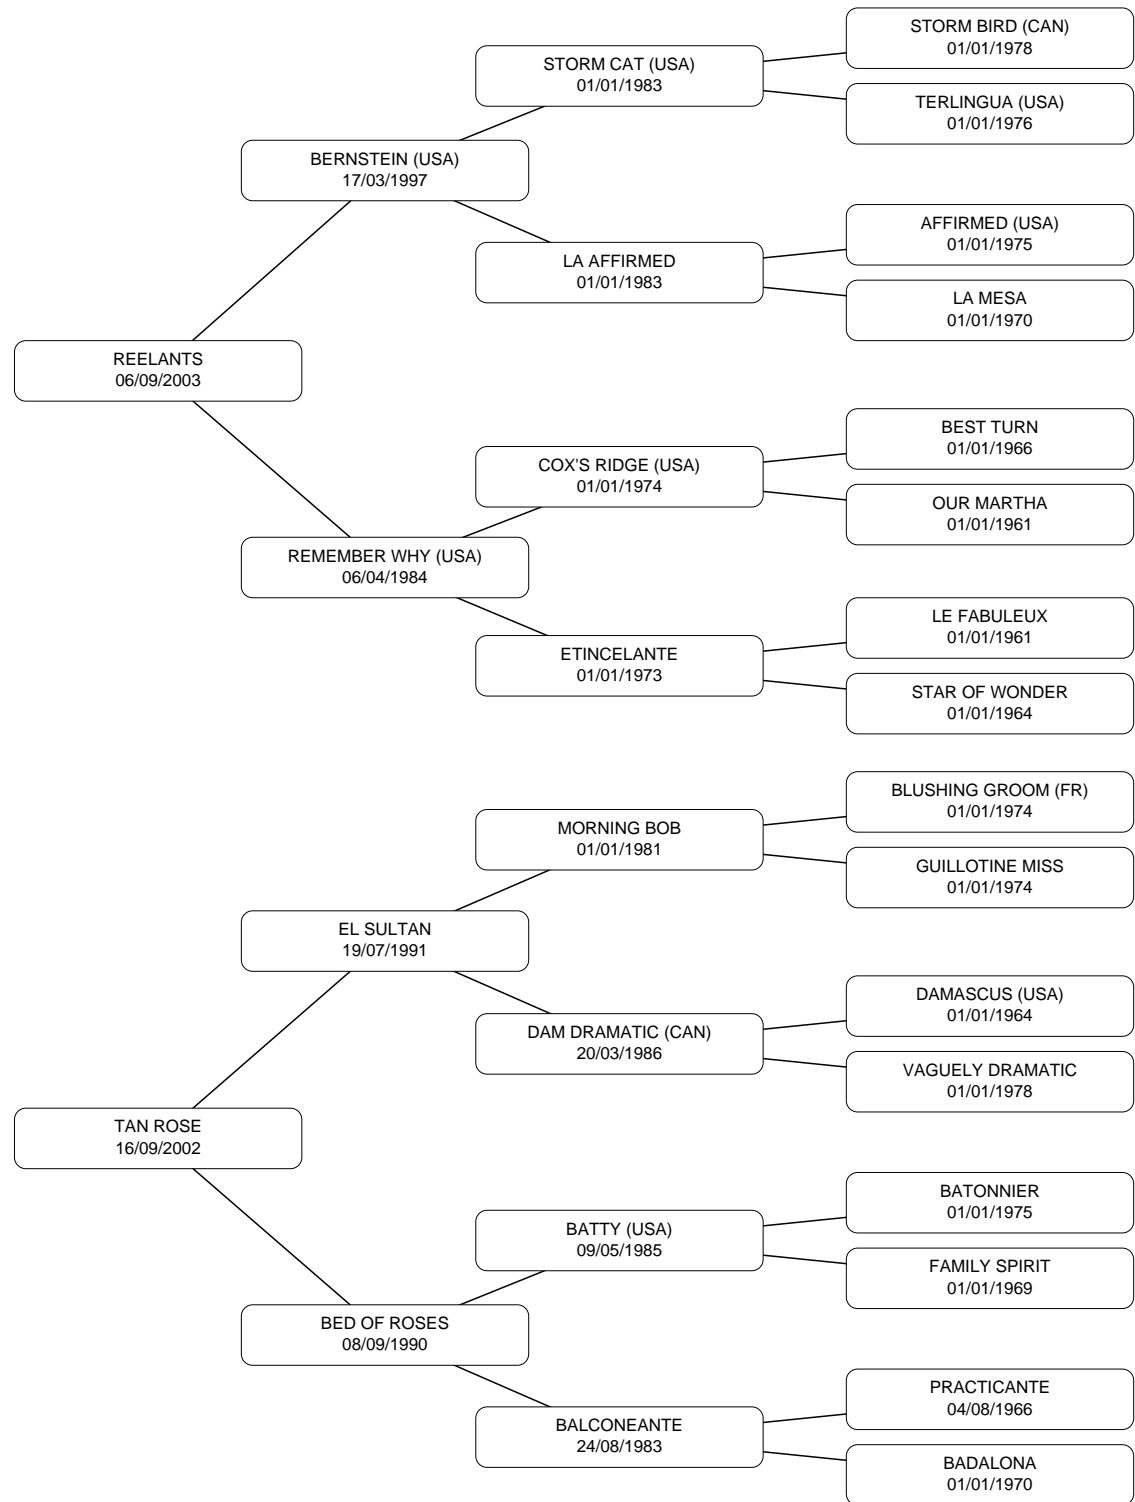 STORM BIRD (CAN)
01/01/1978
STORM CAT (USA)
01/01/1983
TERLINGUA (USA)
01/01/1976
BERNSTEIN (USA)
17/03/1997
AFFIRMED (USA)
01/01/1975
LA AFFIRMED
01/01/1983
LA MESA
01/01/1970
REELANTS
06/09/2003
BEST TURN
01/01/1966
COX'S RIDGE (USA)
01/01/1974
OUR MARTHA
01/01/1961
REMEMBER WHY (USA)
06/04/1984
LE FABULEUX
01/01/1961
ETINCELANTE
01/01/1973
STAR OF WONDER
01/01/1964
BLUSHING GROOM (FR)
01/01/1974
MORNING BOB
01/01/1981
GUILLOTINE MISS
01/01/1974
EL SULTAN
19/07/1991
DAMASCUS (USA)
01/01/1964
DAM DRAMATIC (CAN)
20/03/1986
VAGUELY DRAMATIC
01/01/1978
TAN ROSE
16/09/2002
BATONNIER
01/01/1975
BATTY (USA)
09/05/1985
FAMILY SPIRIT
01/01/1969
BED OF ROSES
08/09/1990
PRACTICANTE
04/08/1966
BALCONEANTE
24/08/1983
BADALONA
01/01/1970